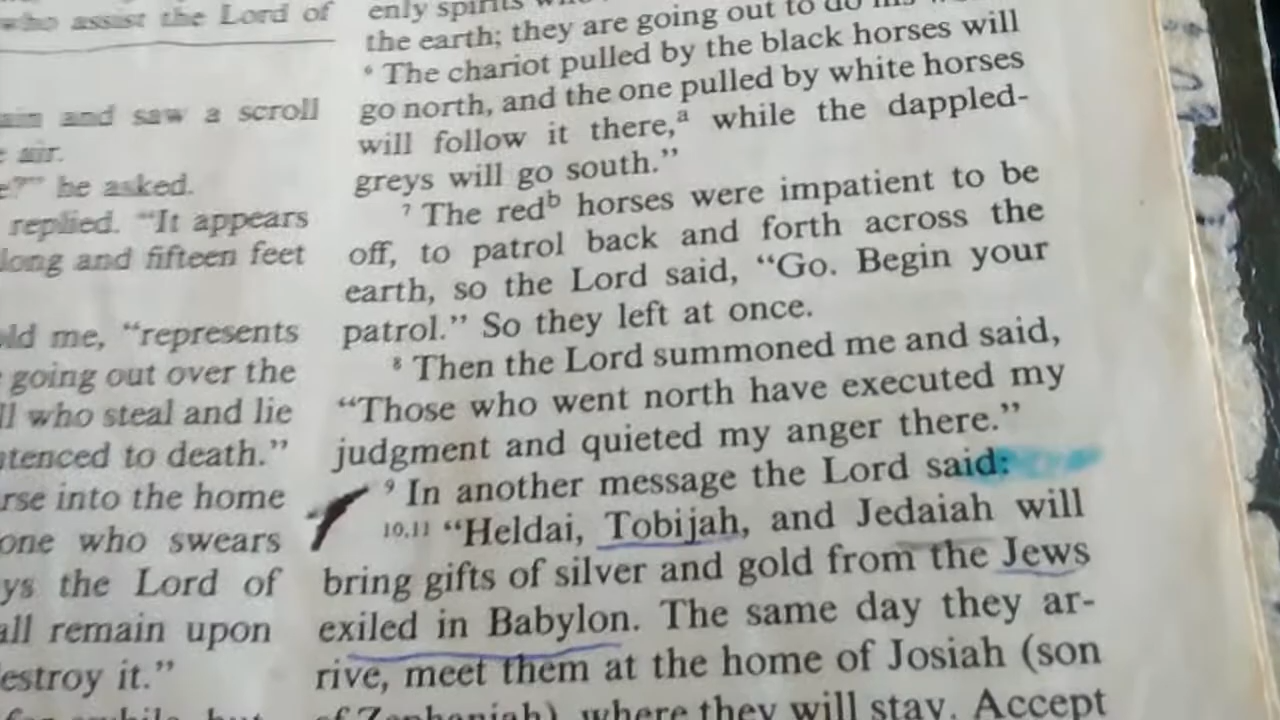 who assist the Lord of
and saw a scroll
air.
he asked.
replied. "It appears
long and fifteen feet
me, "represents
going out over the
who steal and lie
to death."
into the home
one who swears
the Lord of
remain upon
it."
enly spirits
the earth; they are going out to do his
6 The chariot pulled by the black horses will
go north, and the one pulled by white horses
will follow it there,a while the dappled-
greys will go south."
7 The redb horses were impatient to be
off, to patrol back and forth across the
earth, so the Lord said, "Go. Begin your
patrol." So they left at once.
8 Then the Lord summoned me and said,
"Those who went north have executed my
judgment and quieted my anger there."
9 In another message the Lord said:
10,11 "Heldai, Tobijah, and Jedaiah will
bring gifts of silver and gold from the Jews
exiled in Babylon. The same day they ar-
rive, meet them at the home of Josiah (son
of Zephaniah), where they will stay. Accept